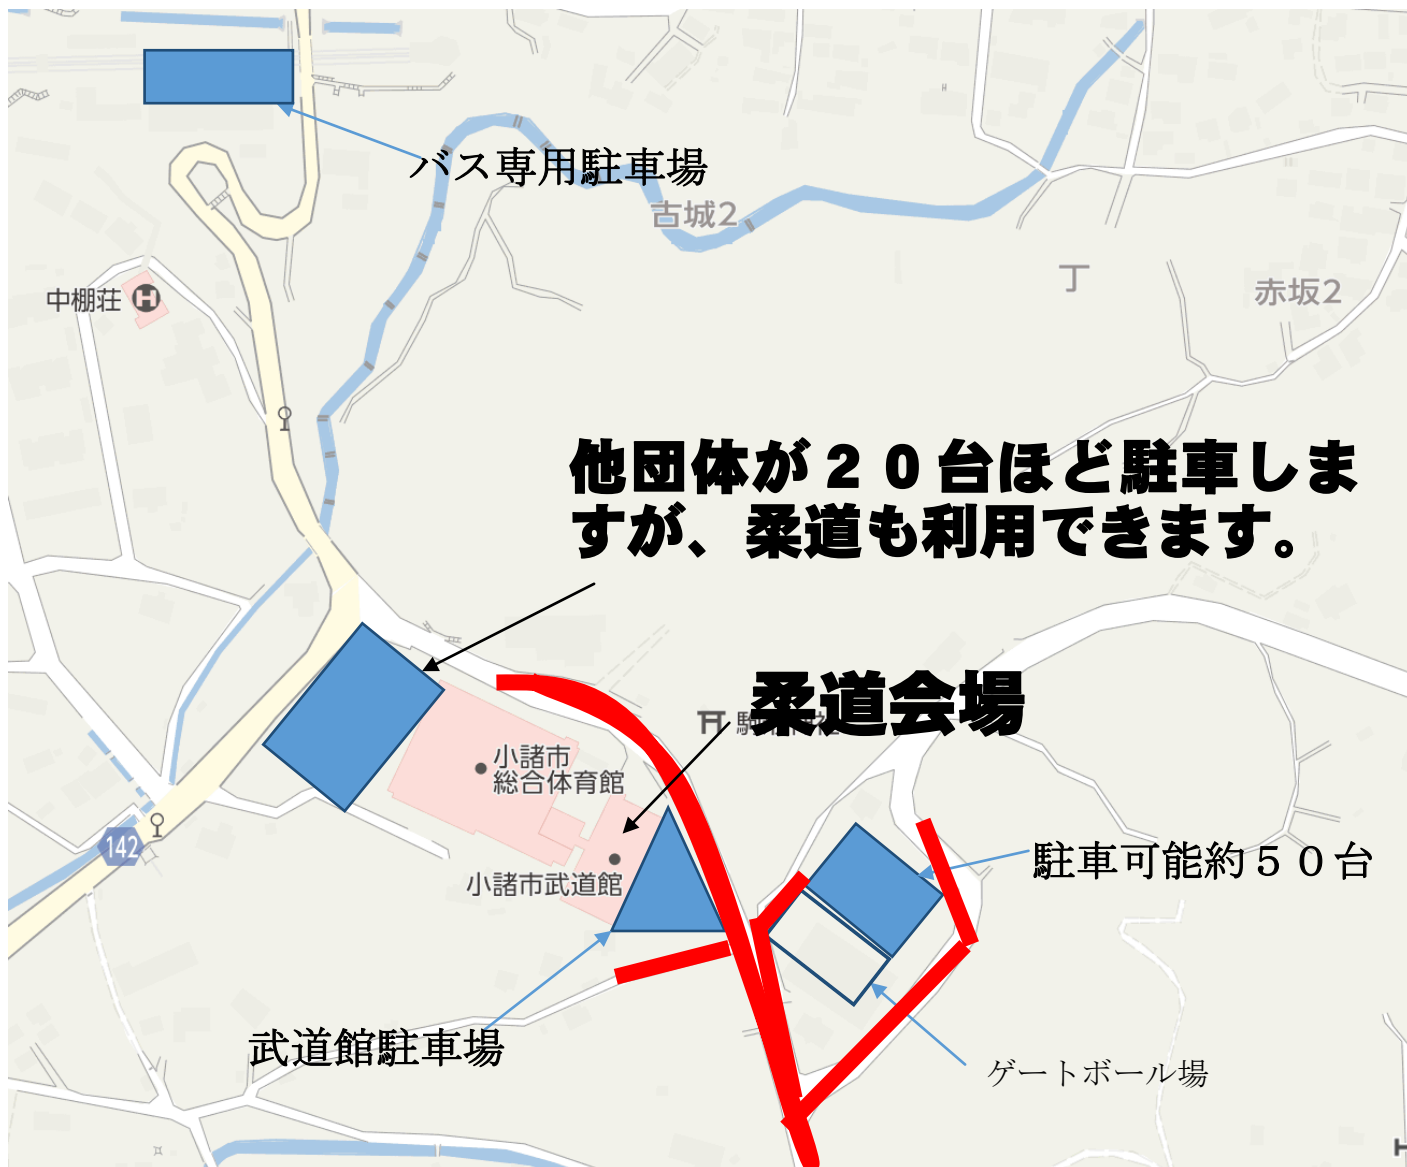 バス専用駐車場
古城2
丁
赤坂2
中棚荘
H
他団体が２０台ほど駐車しま
すが、柔道も利用できます。
柔道会場
小諸市
総合体育館
142
駐車可能約５０台
小諸市武道館
武道館駐車場
ゲートボール場